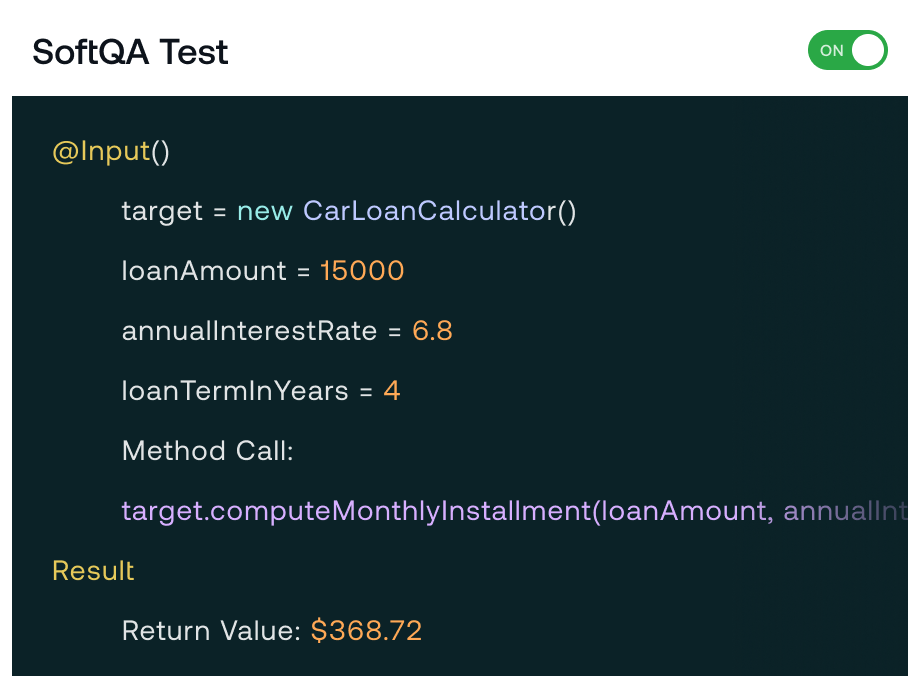 SoftQA Test
ON
@Input()
target = new CarLoanCalculator()
loanAmount = 15000
annualInterestRate = 6.8
loanTermInYears = 4
Method Call:
target.computeMonthlyInstallment(loanAmount, annualInt
Result
Return Value: $368.72